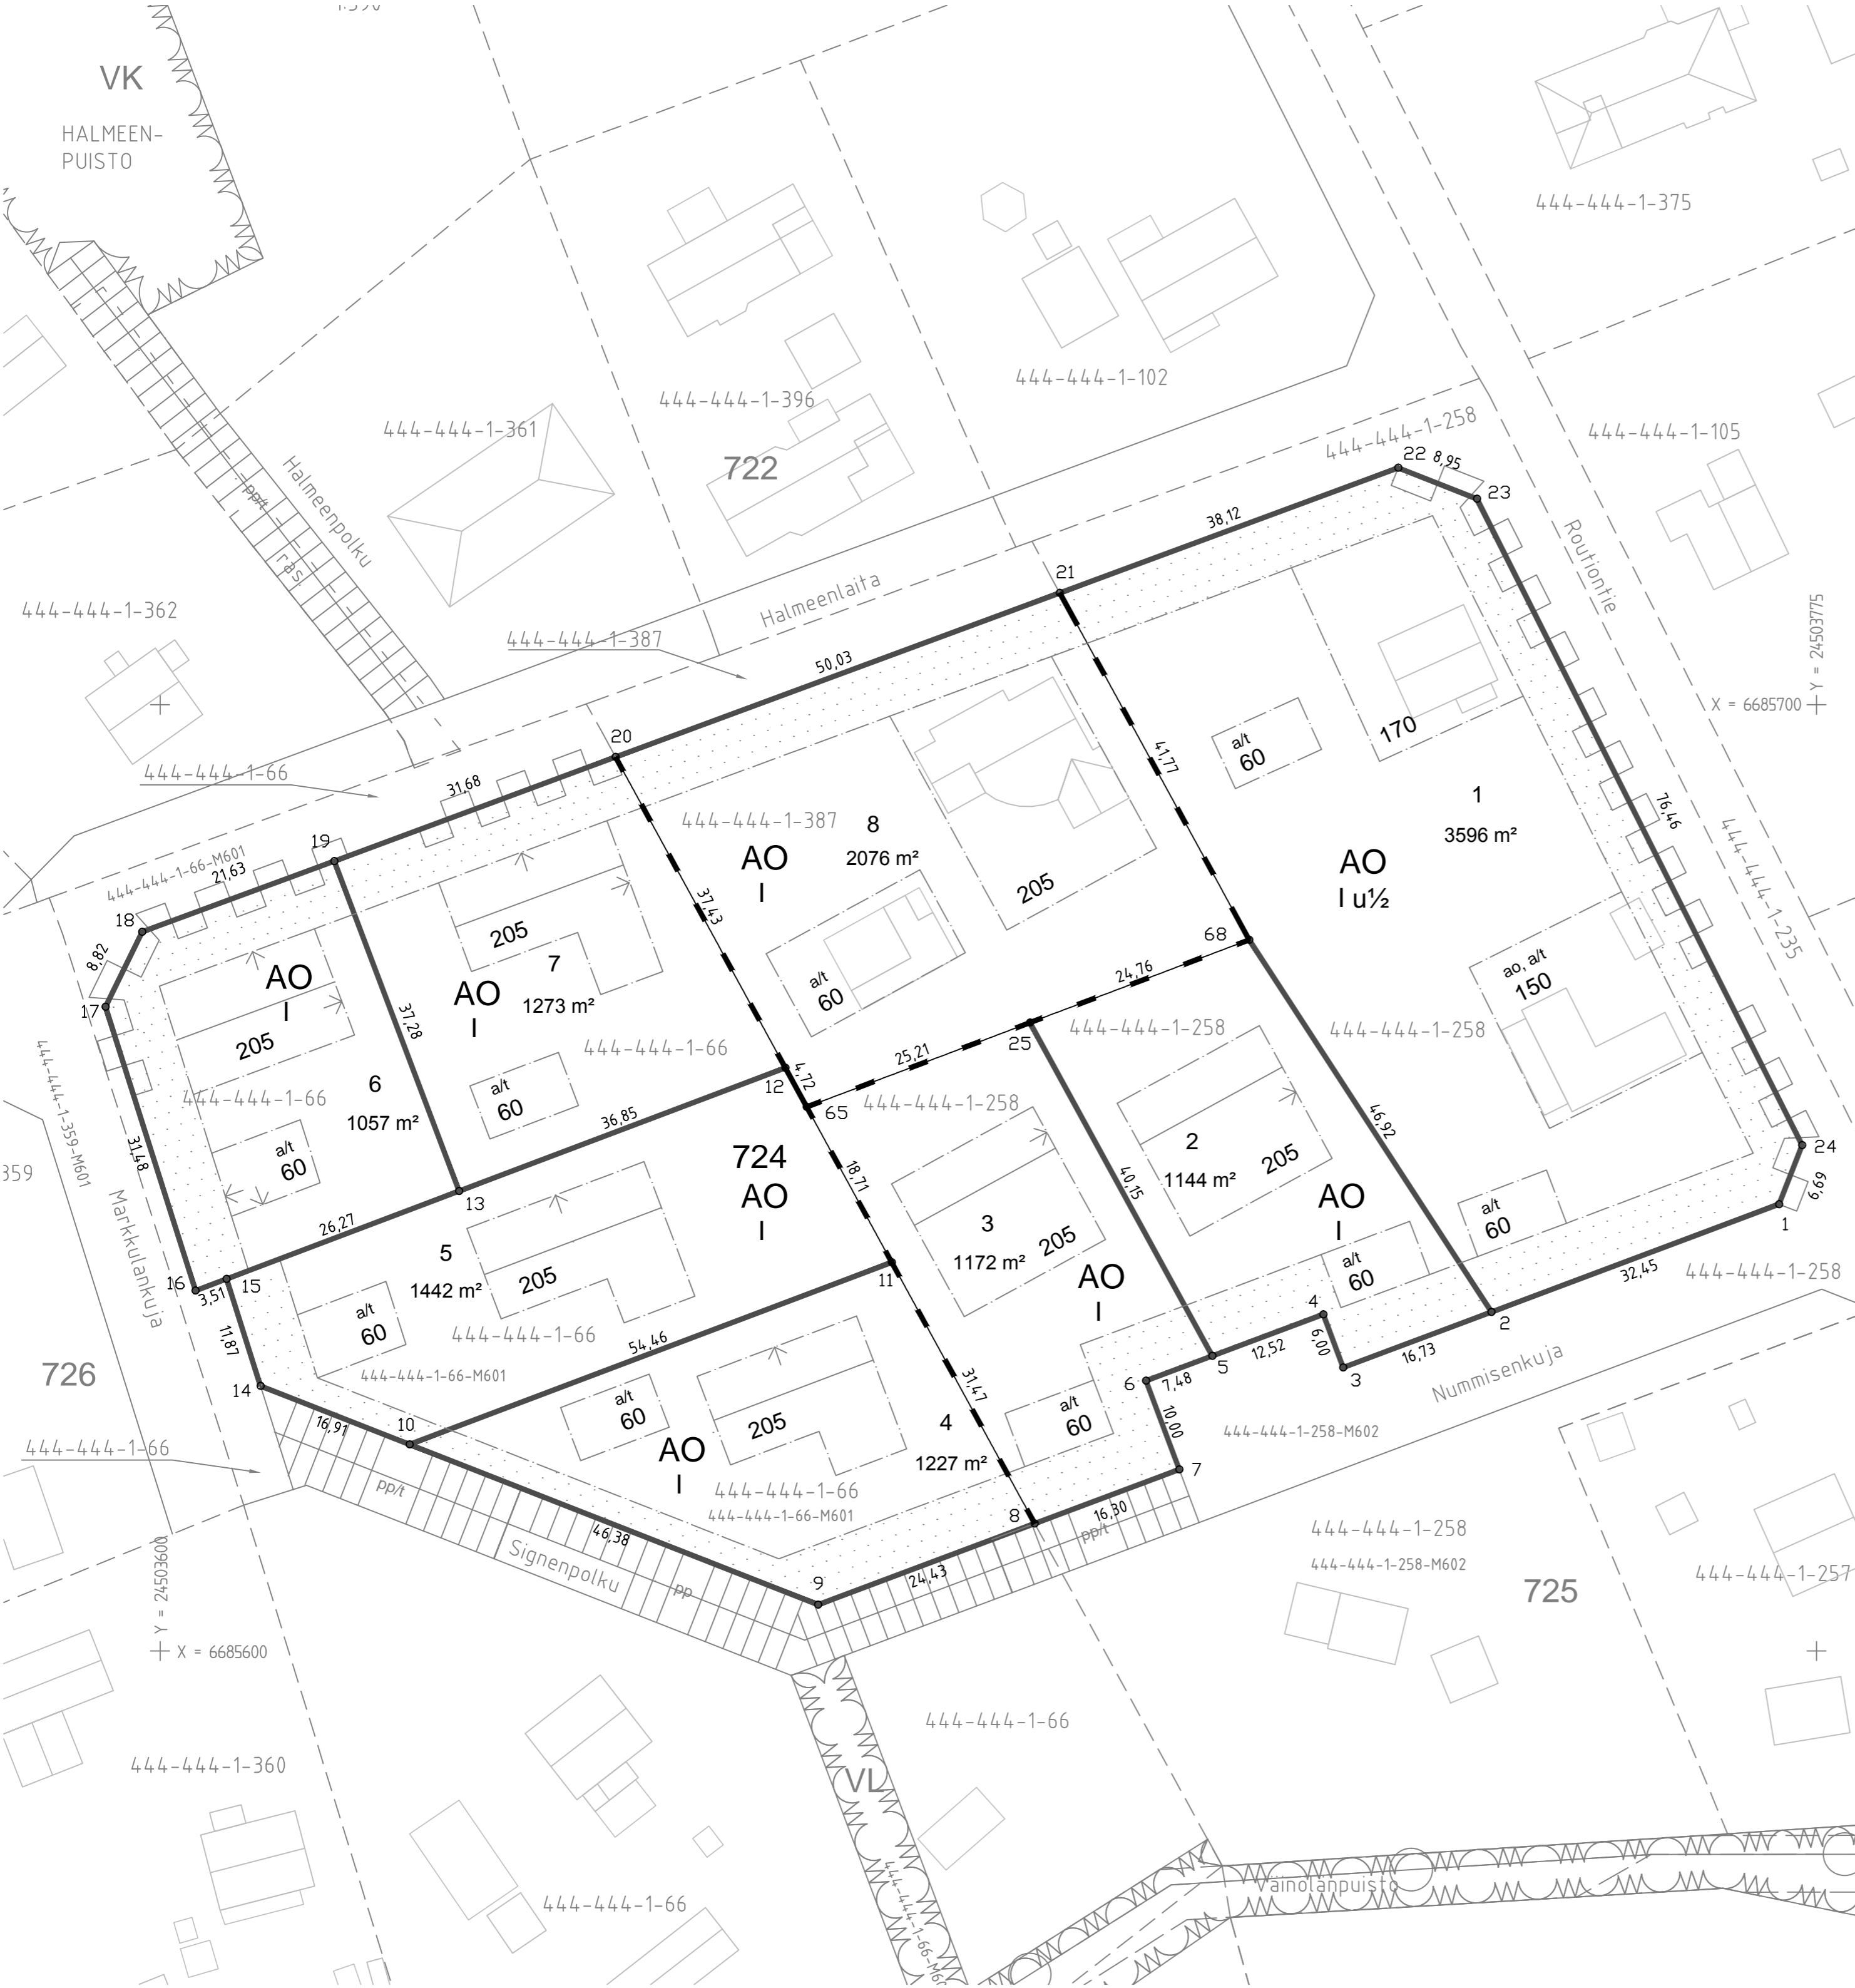 VK
HALMEEN-
PUISTO
444-444-1-375
444-444-1-102
444-444-1-396
444-444-1-361
722
444-444-1-258
444-444-1-105
Halmeenpolku
pp/t
ras.
444-444-1-362
Halmeenlaita
444-444-1-387
444-444-1-66
444-444-1-66-M601
Routiontie
Y = 24503775
X = 6685700
444-444-1-235
22
8,95
23
38,12
21
50,03
20
31,68
19
21,63
18
8,82
17
31,48
16
3,51
15
11,87
14
16,91
10
46,38
9
24,43
8
16,30
7
10,00
6
7,48
5
12,52
4
6,00
3
16,73
2
32,45
1
6,69
24
76,46
41,77
68
24,76
25
25,21
65
4,72
12
37,43
37,28
36,85
13
26,27
18,71
11
54,46
31,47
40,15
46,92
a/t
60
170
1
3596 m²
AO
I u½
ao, a/t
150
444-444-1-258
a/t
60
444-444-1-387
8
2076 m²
AO
I
205
a/t
60
205
7
1273 m²
AO
I
a/t
60
444-444-1-66
AO
I
205
6
1057 m²
444-444-1-66
a/t
60
444-444-1-258
444-444-1-258
2
1144 m²
205
AO
I
a/t
60
3
1172 m²
205
AO
I
a/t
60
724
AO
I
5
1442 m²
205
a/t
60
444-444-1-66
444-444-1-66-M601
a/t
60
205
4
1227 m²
AO
I
444-444-1-66
444-444-1-66-M601
444-444-1-359-M601
359
Markkulankuja
726
444-444-1-66
pp/t
Signenpolku
pp
pp/t
Nummisenkuja
444-444-1-258
444-444-1-258-M602
444-444-1-258
444-444-1-258-M602
725
444-444-1-257
Y = 24503600
X = 6685600
444-444-1-360
444-444-1-66
444-444-1-66
VL
Väinölänpuisto